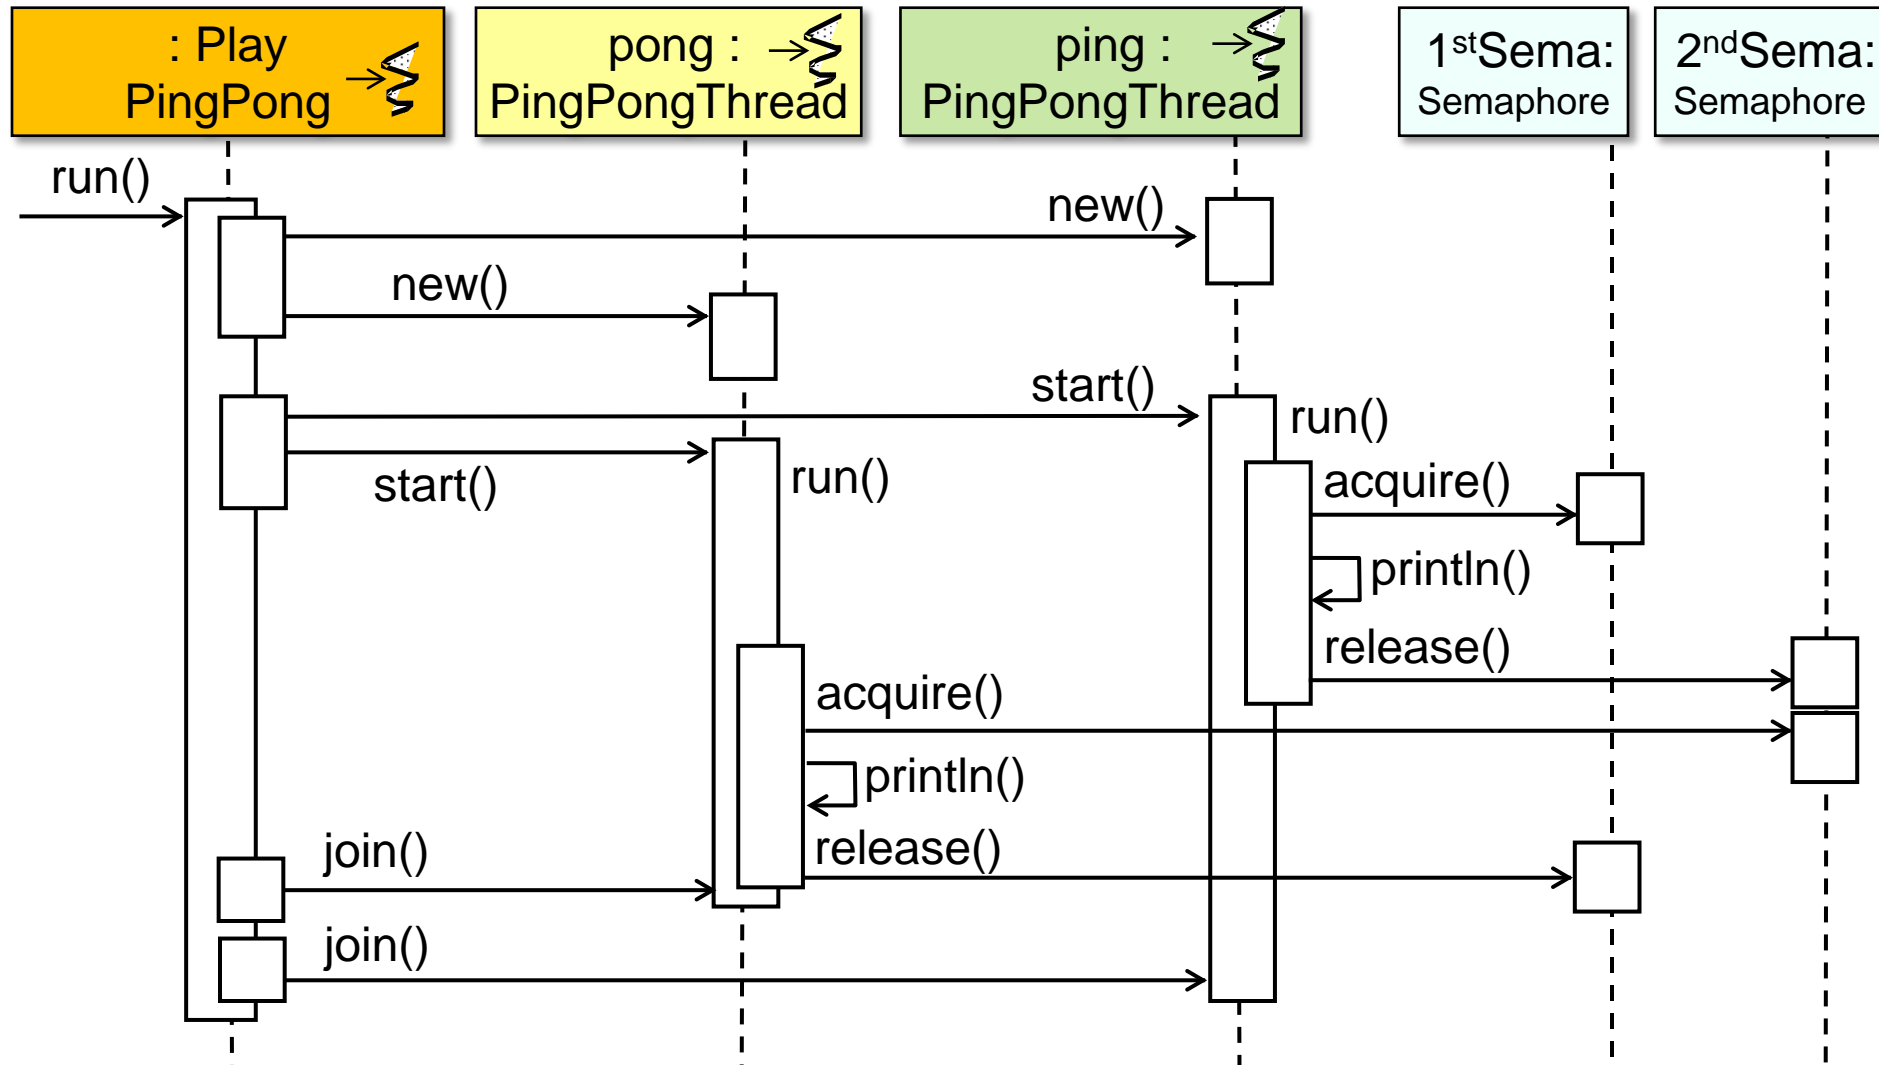 : Play
PingPong
pong :
PingPongThread
ping :
PingPongThread
1stSema:
Semaphore
2ndSema:
Semaphore
run()
new()
new()
start()
run()
start()
run()
acquire()
println()
release()
acquire()
println()
join()
release()
join()